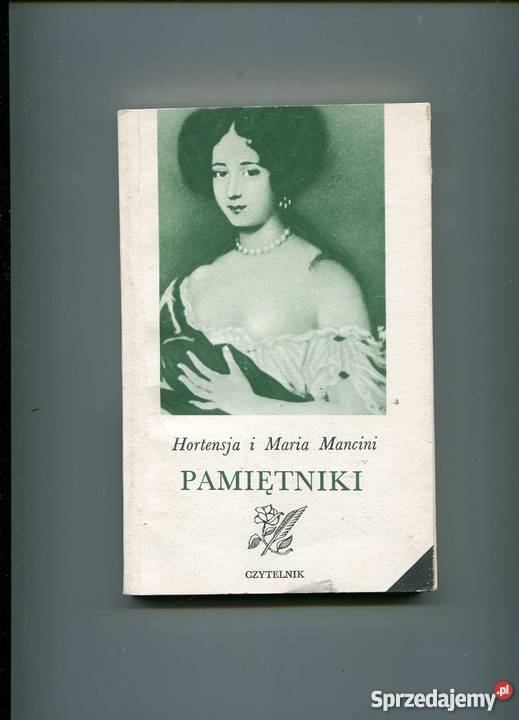 Hortensja i Maria Mancini
PAMIĘTNIKI
CZYTELNIK
Sprzedajemy.pl